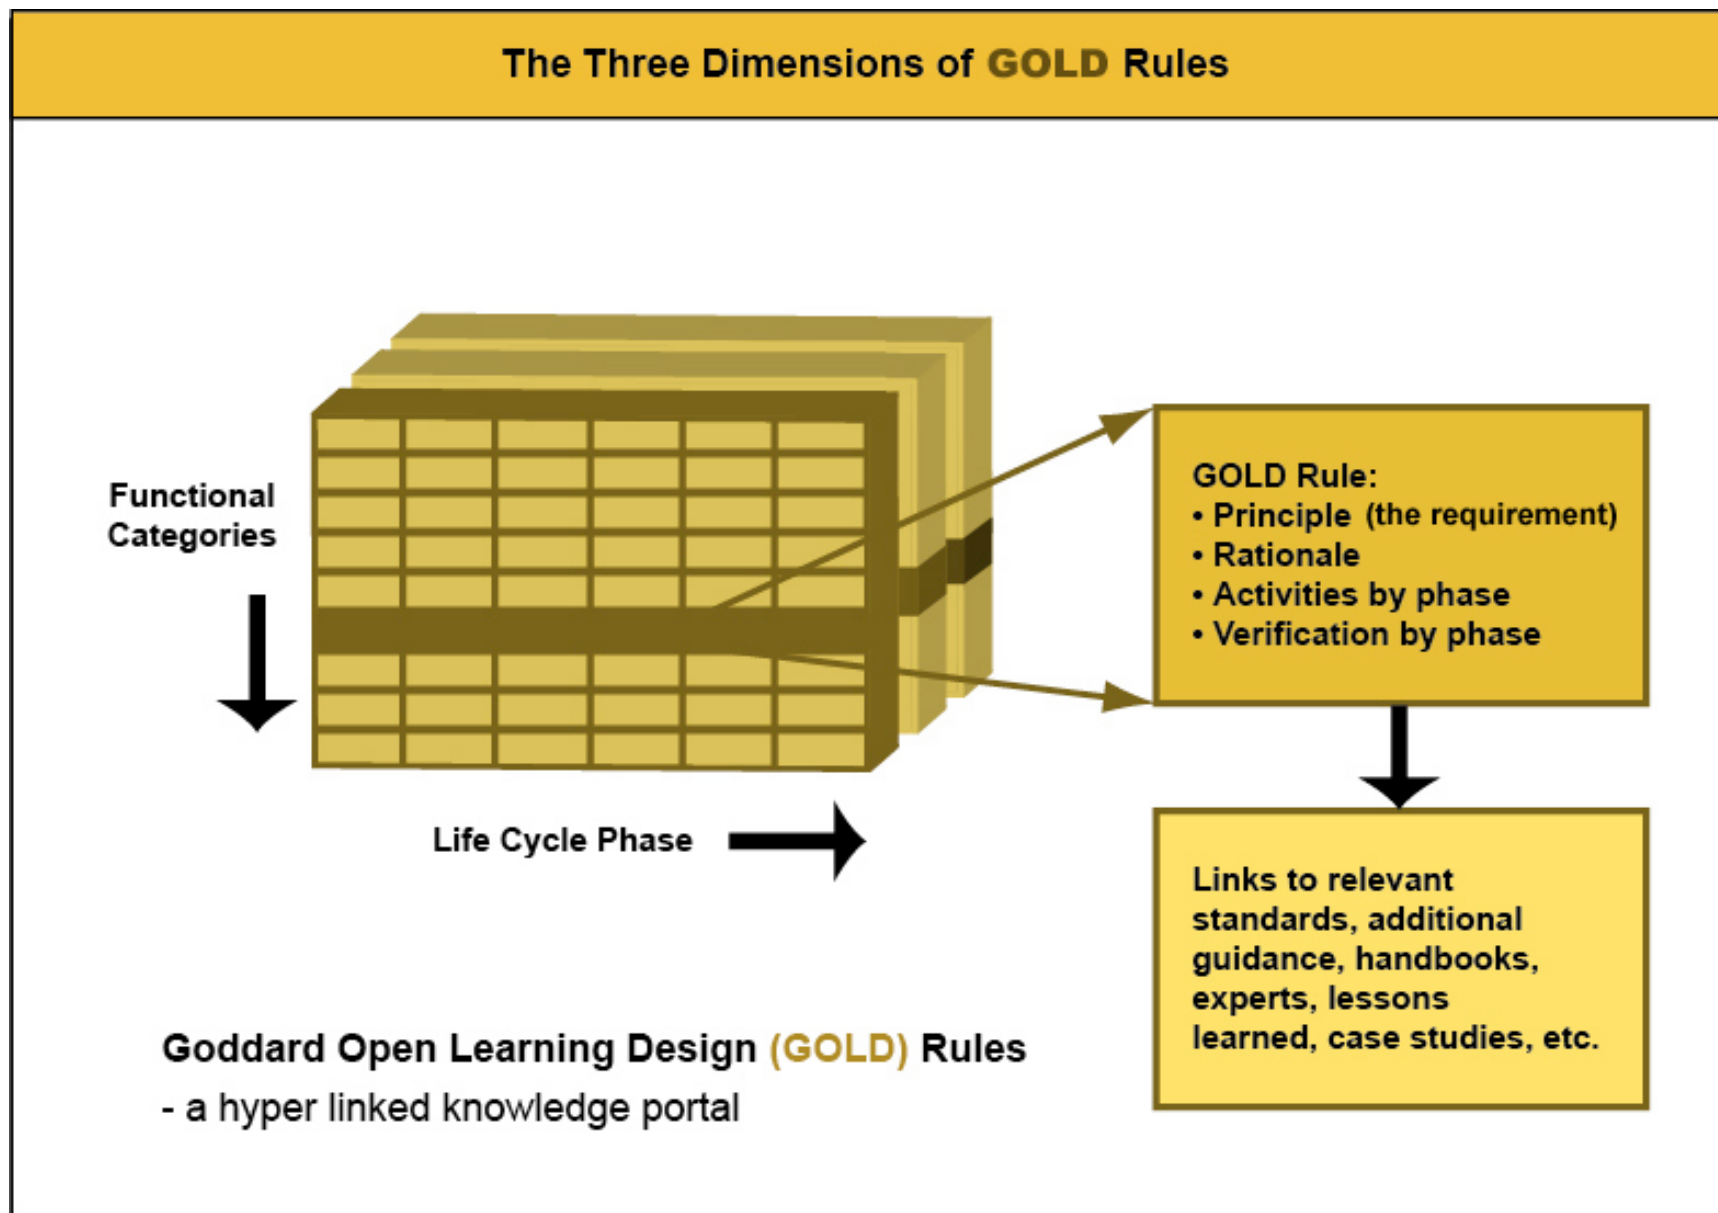 The Three Dimensions of GOLD Rules
Functional
Categories
Life Cycle Phase
GOLD Rule:
• Principle (the requirement)
• Rationale
• Activities by phase
• Verification by phase
Links to relevant
standards, additional
guidance, handbooks,
experts, lessons
learned, case studies, etc.
Goddard Open Learning Design (GOLD) Rules
- a hyper linked knowledge portal